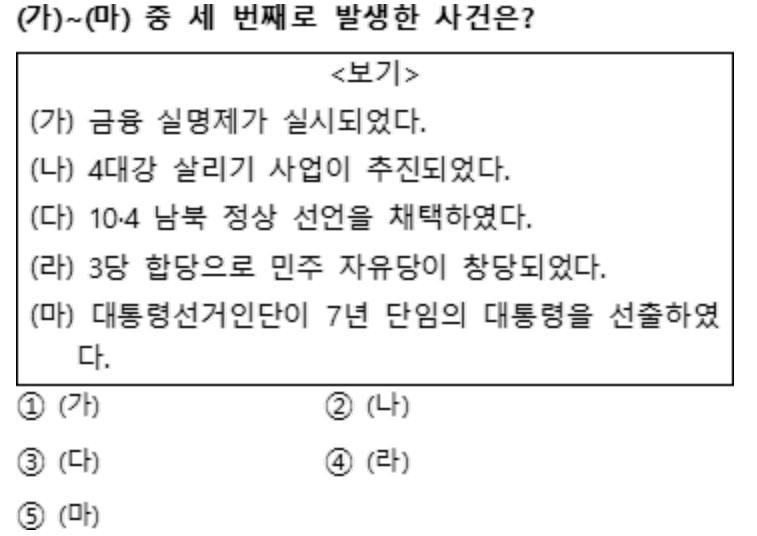 (가)~(마) 중 세 번째로 발생한 사건은?
<보기>
(가) 금융 실명제가 실시되었다.
(나) 4대강 살리기 사업이 추진되었다.
(다) 10·4 남북 정상 선언을 채택하였다.
(라) 3당 합당으로 민주 자유당이 창당되었다.
(마) 대통령선거인단이 7년 단임의 대통령을 선출하였
다.
① (가) ② (나)
③ (다) ④ (라)
⑤ (마)